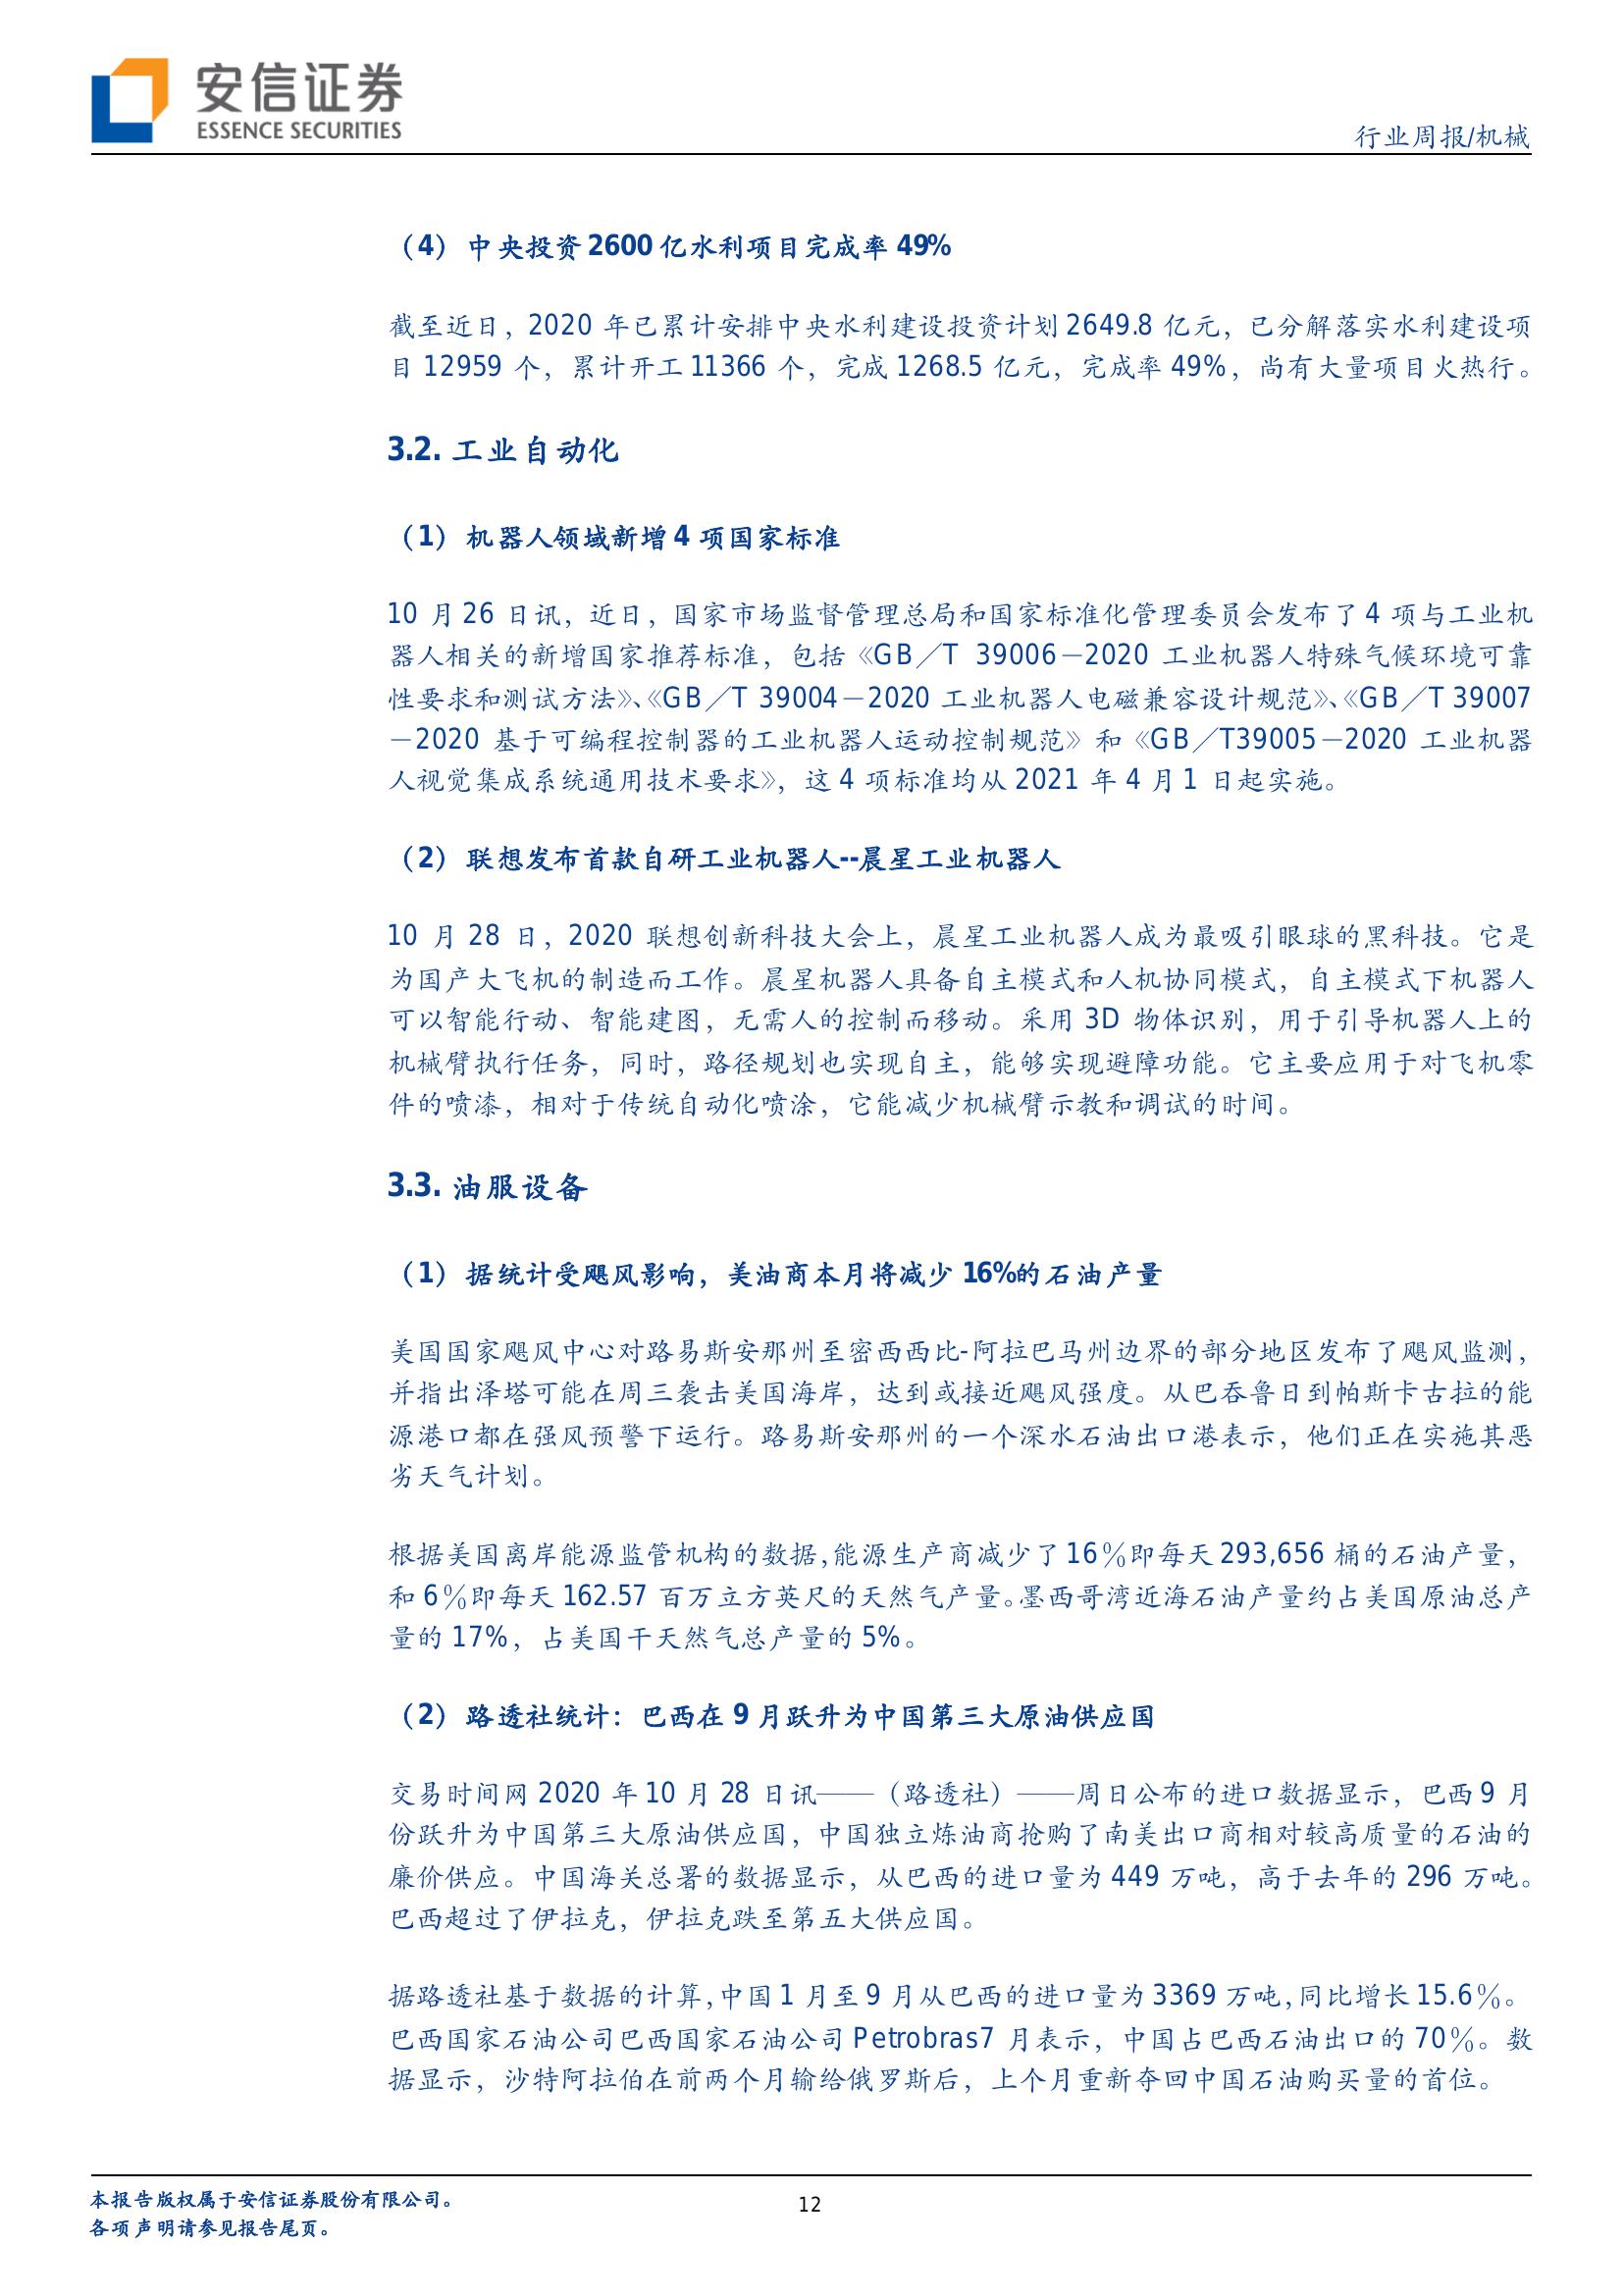 安信证券
ESSENCE SECURITIES
行业周报/机械
（4）中央投资 2600 亿水利项目完成率 49%
截至近日，2020 年已累计安排中央水利建设投资计划 2649.8 亿元，已分解落实水利建设项
目 12959 个，累计开工 11366 个，完成 1268.5 亿元，完成率 49%，尚有大量项目火热行。
3.2. 工业自动化
（1）机器人领域新增 4 项国家标准
10 月 26 日讯，近日，国家市场监督管理总局和国家标准化管理委员会发布了 4 项与工业机
器人相关的新增国家推荐标准，包括《GB／T 39006－2020 工业机器人特殊气候环境可靠
性要求和测试方法》、《GB／T 39004－2020 工业机器人电磁兼容设计规范》、《GB／T 39007
－2020 基于可编程控制器的工业机器人运动控制规范》和《GB／T39005－2020 工业机器
人视觉集成系统通用技术要求》，这 4 项标准均从 2021 年 4 月 1 日起实施。
（2）联想发布首款自研工业机器人--晨星工业机器人
10 月 28 日，2020 联想创新科技大会上，晨星工业机器人成为最吸引眼球的黑科技。它是
为国产大飞机的制造而工作。晨星机器人具备自主模式和人机协同模式，自主模式下机器人
可以智能行动、智能建图，无需人的控制而移动。采用 3D 物体识别，用于引导机器人上的
机械臂执行任务，同时，路径规划也实现自主，能够实现避障功能。它主要应用于对飞机零
件的喷漆，相对于传统自动化喷涂，它能减少机械臂示教和调试的时间。
3.3. 油服设备
（1）据统计受飓风影响，美油商本月将减少 16%的石油产量
美国国家飓风中心对路易斯安那州至密西西比-阿拉巴马州边界的部分地区发布了飓风监测，
并指出泽塔可能在周三袭击美国海岸，达到或接近飓风强度。从巴吞鲁日到帕斯卡古拉的能
源港口都在强风预警下运行。路易斯安那州的一个深水石油出口港表示，他们正在实施其恶
劣天气计划。
根据美国离岸能源监管机构的数据，能源生产商减少了 16％即每天 293,656 桶的石油产量，
和 6％即每天 162.57 百万立方英尺的天然气产量。墨西哥湾近海石油产量约占美国原油总产
量的 17%，占美国干天然气总产量的 5%。
（2）路透社统计：巴西在 9 月跃升为中国第三大原油供应国
交易时间网 2020 年 10 月 28 日讯——（路透社）——周日公布的进口数据显示，巴西 9 月
份跃升为中国第三大原油供应国，中国独立炼油商抢购了南美出口商相对较高质量的石油的
廉价供应。中国海关总署的数据显示，从巴西的进口量为 449 万吨，高于去年的 296 万吨。
巴西超过了伊拉克，伊拉克跌至第五大供应国。
据路透社基于数据的计算，中国 1 月至 9 月从巴西的进口量为 3369 万吨，同比增长 15.6％。
巴西国家石油公司巴西国家石油公司 Petrobras7 月表示，中国占巴西石油出口的 70％。数
据显示，沙特阿拉伯在前两个月输给俄罗斯后，上个月重新夺回中国石油购买量的首位。
本报告版权属于安信证券股份有限公司。
12
各项声明请参见报告尾页。